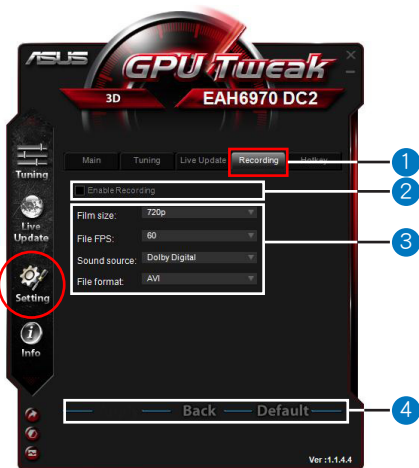 ASUS
GPU Tweak
3D EAH6970 DC2
Main Tuning Live Update Recording Hotkey
Enable Recording
Film size: 720p
File FPS: 60
Sound source: Dolby Digital
File format: AVI
Tuning
Live
Update
Setting
Info
Back Default
Ver :1.1.4.4
1
2
3
4